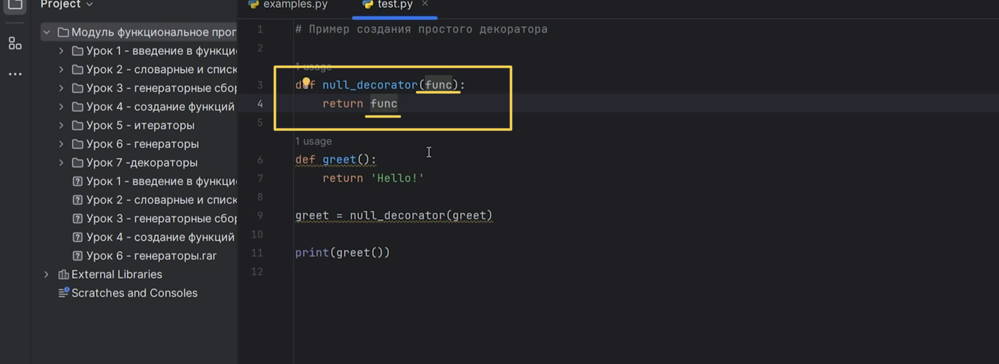 Project
examples.py
test.py
Модуль функциональное прог
Урок 1 - введение в функци
Урок 2 - словарные и списк
Урок 3 - генераторные сбор
Урок 4 - создание функций
Урок 5 - итераторы
Урок 6 - генераторы
Урок 7 -декораторы
Урок 1 - введение в функци
Урок 2 - словарные и списк
Урок 3 - генераторные сбор
Урок 4 - создание функций
Урок 6 - генераторы.rar
External Libraries
Scratches and Consoles
1 # Пример создания простого декоратора
2
1 usage
3 def null_decorator(func):
4 return func
5
1 usage
6 def greet():
7 return 'Hello!'
8
9 greet = null_decorator(greet)
10
11 print(greet())
12